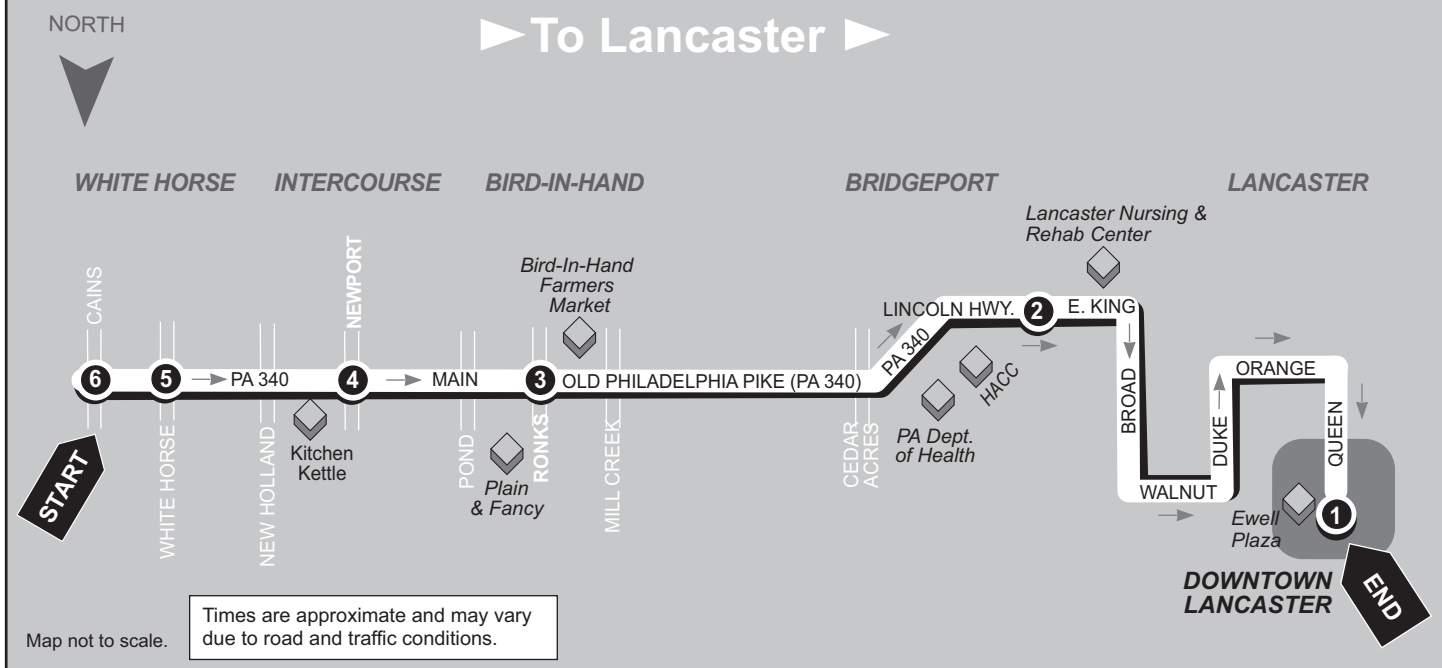 NORTH
To Lancaster
WHITE HORSE
INTERCOURSE
BIRD-IN-HAND
BRIDGEPORT
LANCASTER
Lancaster Nursing &
Rehab Center
Bird-In-Hand
Farmers
Market
CAINS
NEWPORT
LINCOLN HWY.
2
E. KING
PA 340
6
5
PA 340
4
MAIN
3
OLD PHILADELPHIA PIKE (PA 340)
ORANGE
HACC
PA Dept.
of Health
BROAD
DUKE
QUEEN
START
WHITE HORSE
NEW HOLLAND
Kitchen
Kettle
POND
Plain
& Fancy
RONKS
MILL CREEK
CEDAR
ACRES
WALNUT
Ewell
Plaza
1
DOWNTOWN
LANCASTER
END
Map not to scale.
Times are approximate and may vary
due to road and traffic conditions.